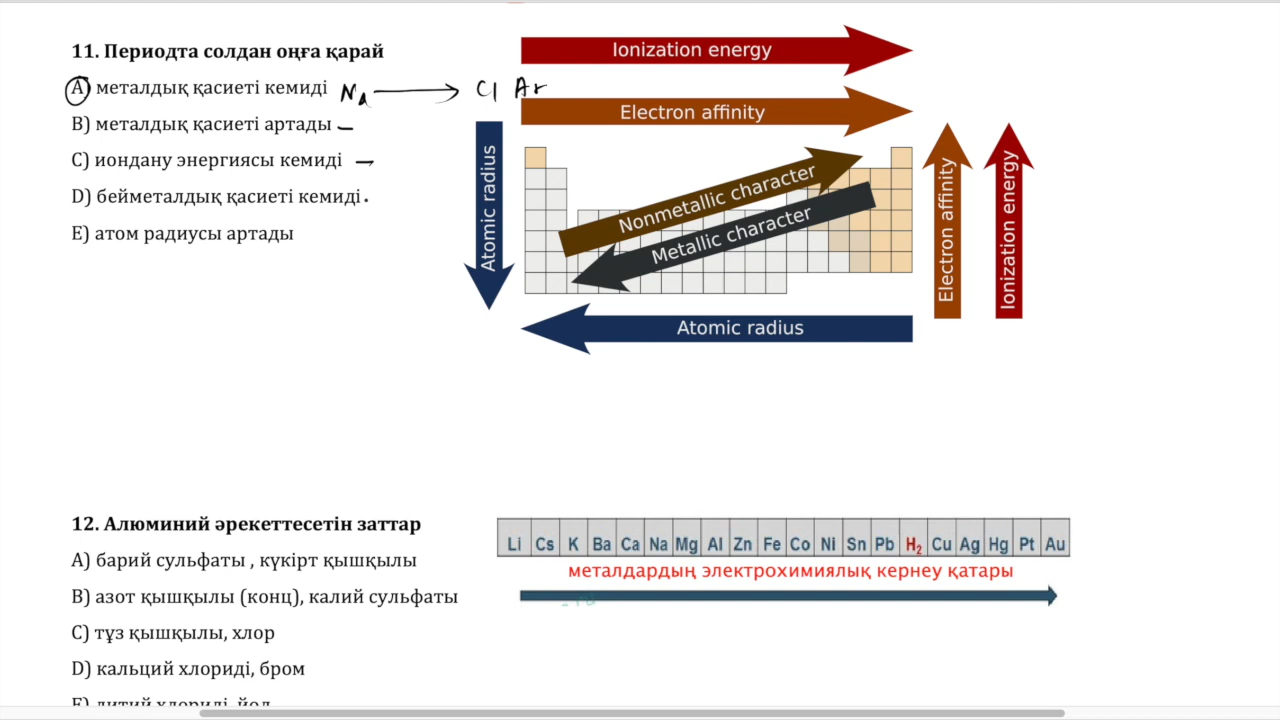 11. Периодта солдан оңға қарай
A) металдық қасиеті кемиді Na → Cl Ar
B) металдық қасиеті артады –
C) иондану энергиясы кемиді –
D) бейметалдық қасиеті кемиді.
E) атом радиусы артады
Ionization energy
Electron affinity
Atomic radius
Nonmetallic character
Metallic character
Electron affinity
Ionization energy
Atomic radius
12. Алюминий әрекеттесетін заттар
A) барий сульфаты , күкірт қышқылы
B) азот қышқылы (конц), калий сульфаты
C) тұз қышқылы, хлор
D) кальций хлориді, бром
E) литий хлориді, йод
Li Cs K Ba Ca Na Mg Al Zn Fe Co Ni Sn Pb H₂ Cu Ag Hg Pt Au
металдардың электрохимиялық кернеу қатары